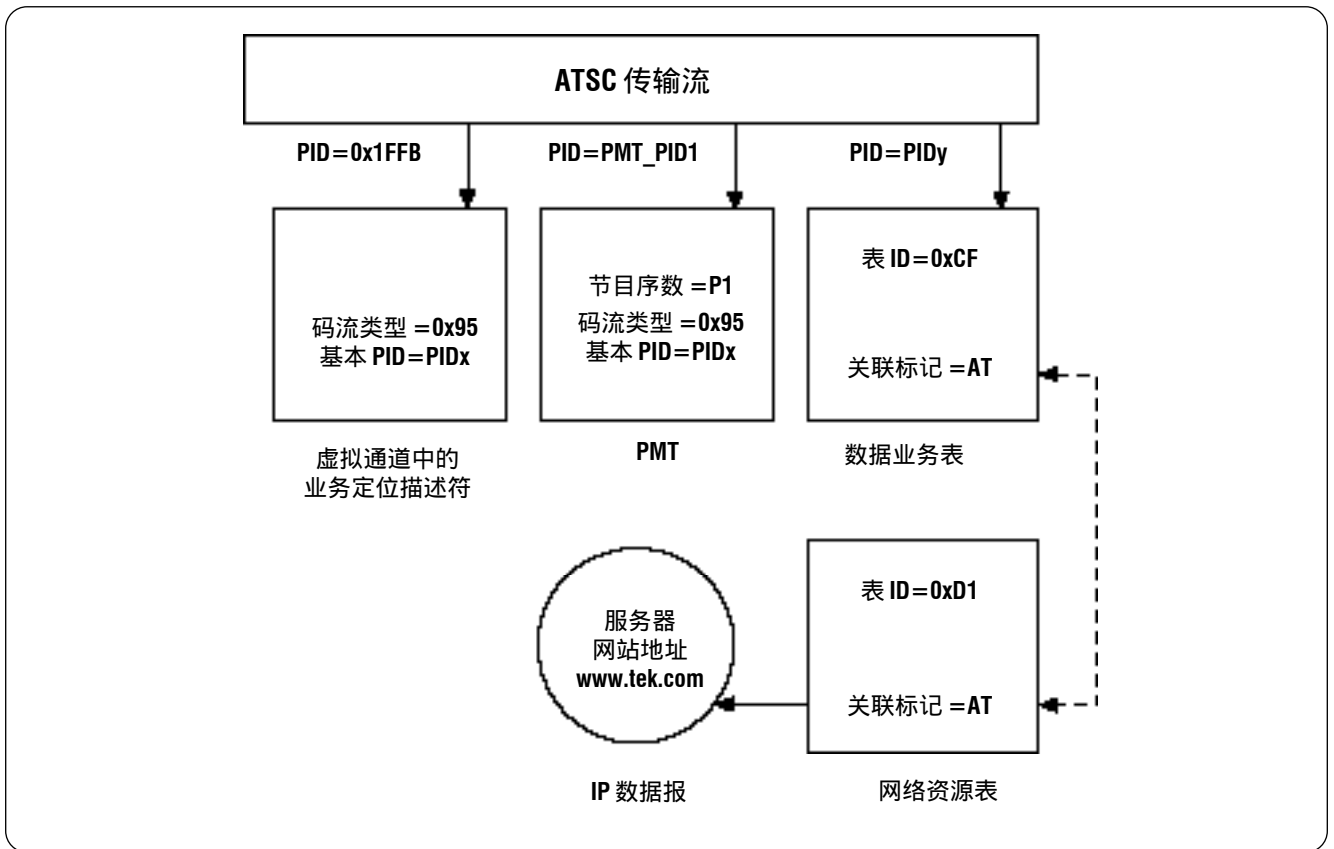 ATSC 传输流
PID=0x1FFB
PID=PMT_PID1
PID=PIDy
码流类型 =0x95
基本 PID=PIDx
虚拟通道中的
业务定位描述符
节目序数 =P1
码流类型 =0x95
基本 PID=PIDx
PMT
表 ID=0xCF
关联标记 =AT
数据业务表
服务器
网站地址
www.tek.com
IP 数据报
表 ID=0xD1
关联标记 =AT
网络资源表